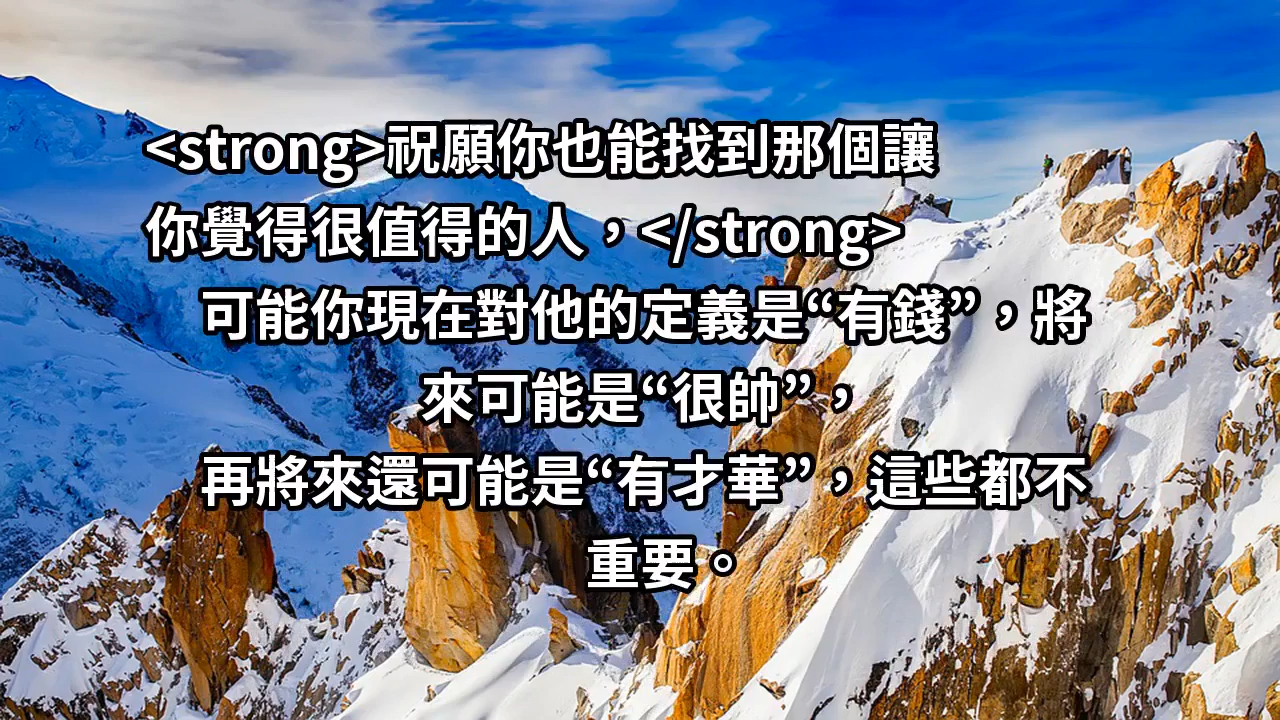 <strong>祝願你也能找到那個讓
你覺得很值得的人，</strong>
可能你現在對他的定義是“有錢”，將
來可能是“很帥”，
再將來還可能是“有才華”，這些都不
重要。